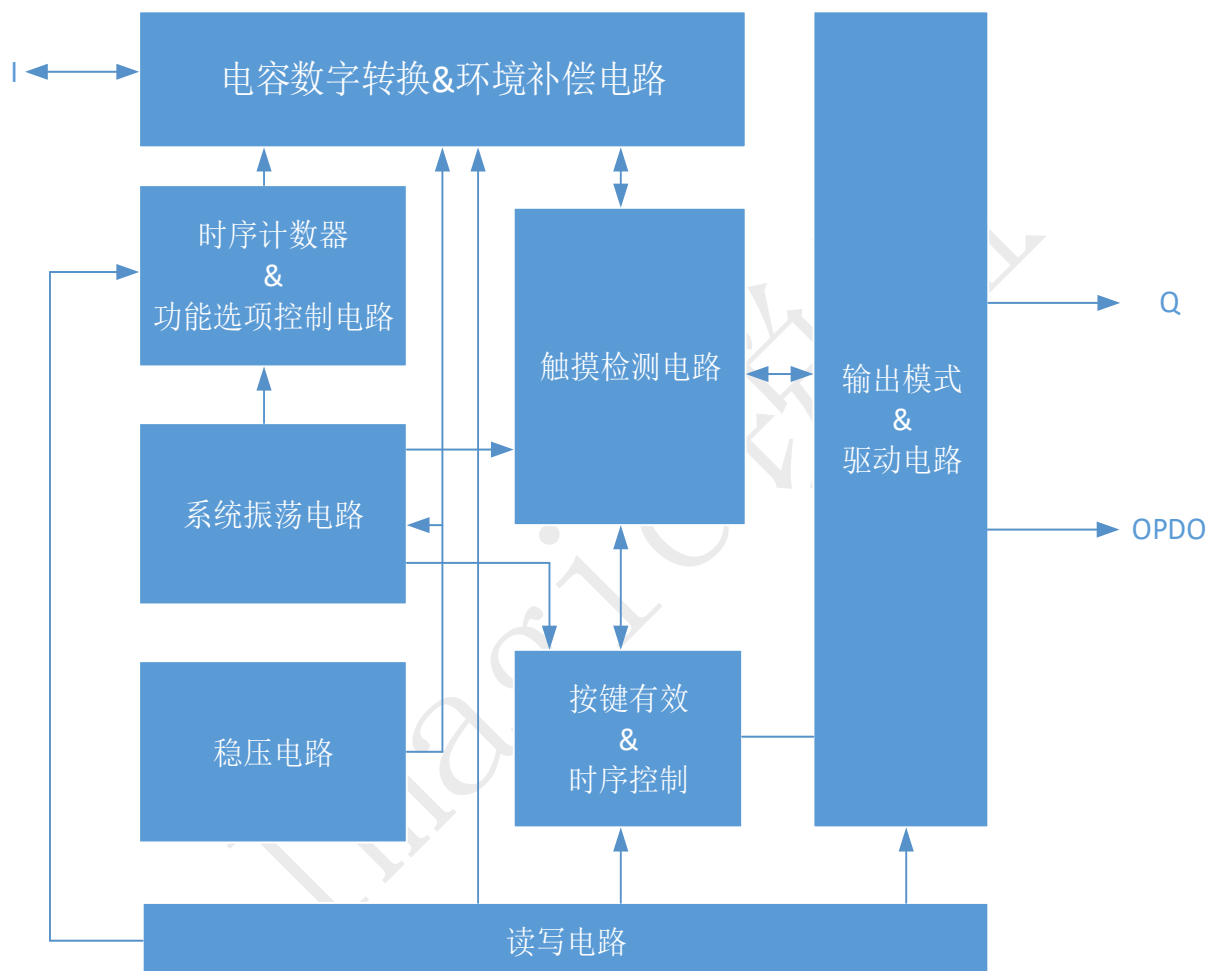 I
电容数字转换&环境补偿电路
时序计数器
&
功能选项控制电路
触摸检测电路
输出模式
&
驱动电路
Q
系统振荡电路
OPDO
按键有效
&
时序控制
稳压电路
读写电路